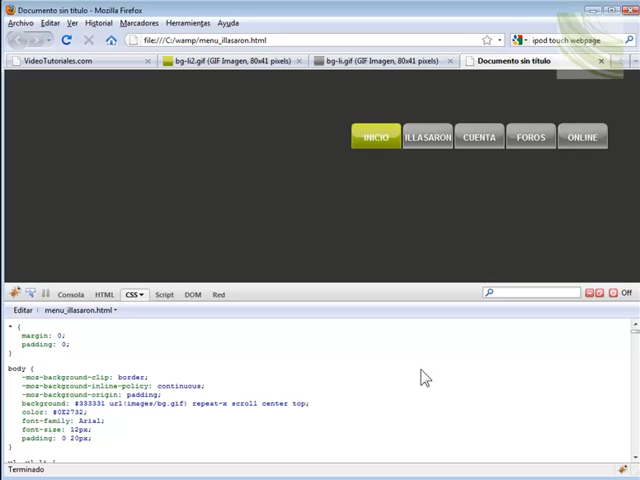 Documento sin título - Mozilla Firefox
Archivo Editar Ver Historial Marcadores Herramientas Ayuda
file:///C:/wamp/menu_illasaron.html
ipod touch webpage
VideoTutoriales.com
bg-li2.gif (GIF Imagen, 80x41 pixels)
bg-li.gif (GIF Imagen, 80x41 pixels)
Documento sin título
INICIO ILLASARON CUENTA FOROS ONLINE
Consola HTML CSS Script DOM Red
Off
Editar menu_illasaron.html
* {
margin: 0;
padding: 0;
}
body {
-moz-background-clip: border;
-moz-background-inline-policy: continuous;
-moz-background-origin: padding;
background: #333331 url(images/bg.gif) repeat-x scroll center top;
color: #0E2732;
font-family: Arial;
font-size: 12px;
padding: 0 20px;
}
Terminado